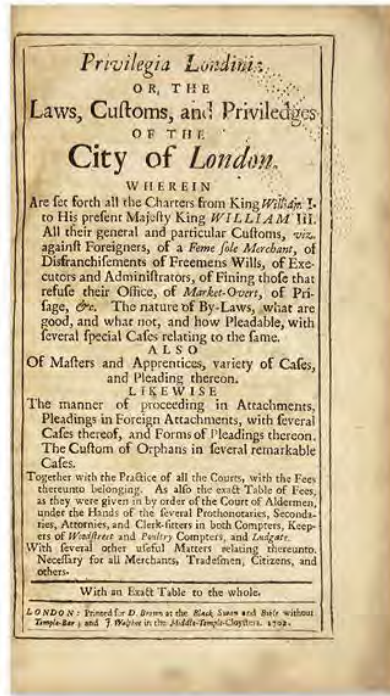 Privilegia Londini:
OR, THE
Laws, Cuſtoms, and Priviledges
OF THE
City of London.
WHEREIN
Are ſet forth all the Charters from King William I.
to His preſent Majeſty King WILLIAM III.
All their general and particular Cuſtoms, viz.
againſt Foreigners, of a Feme ſole Merchant, of
Disfranchiſements of Freemens Wills, of Exe-
cutors and Adminiſtrators, of Fining thoſe that
refuſe their Office, of Market-Overt, of Pri-
ſage, &c. The nature of By-Laws, what are
good, and what not, and how Pleadable, with
ſeveral ſpecial Caſes relating to the ſame.
ALSO
Of Maſters and Apprentices, variety of Caſes,
and Pleading thereon.
LIKEWISE
The manner of proceeding in Attachments,
Pleadings in Foreign Attachments, with ſeveral
Caſes thereof, and Forms of Pleadings thereon.
The Cuſtom of Orphans in ſeveral remarkable
Caſes.
Together with the Practice of all the Courts, with the Fees
thereunto belonging. As alſo the exact Table of Fees,
as they were given in by order of the Court of Aldermen,
under the Hands of the ſeveral Prothonotaries, Seconda-
ries, Attornies, and Clerk-ſitters in both Compters, Keep-
ers of Woodſtreet and Poultry Compters, and Ludgate.
With ſeveral other uſeful Matters relating thereunto.
Neceſſary for all Merchants, Tradeſmen, Citizens, and
others.
With an Exact Table to the whole.
LONDON: Printed for D. Brown at the Black Swan and Bible without
Temple-Bar; and J. Walthoe in the Middle-Temple-Cloyſters. 1702.